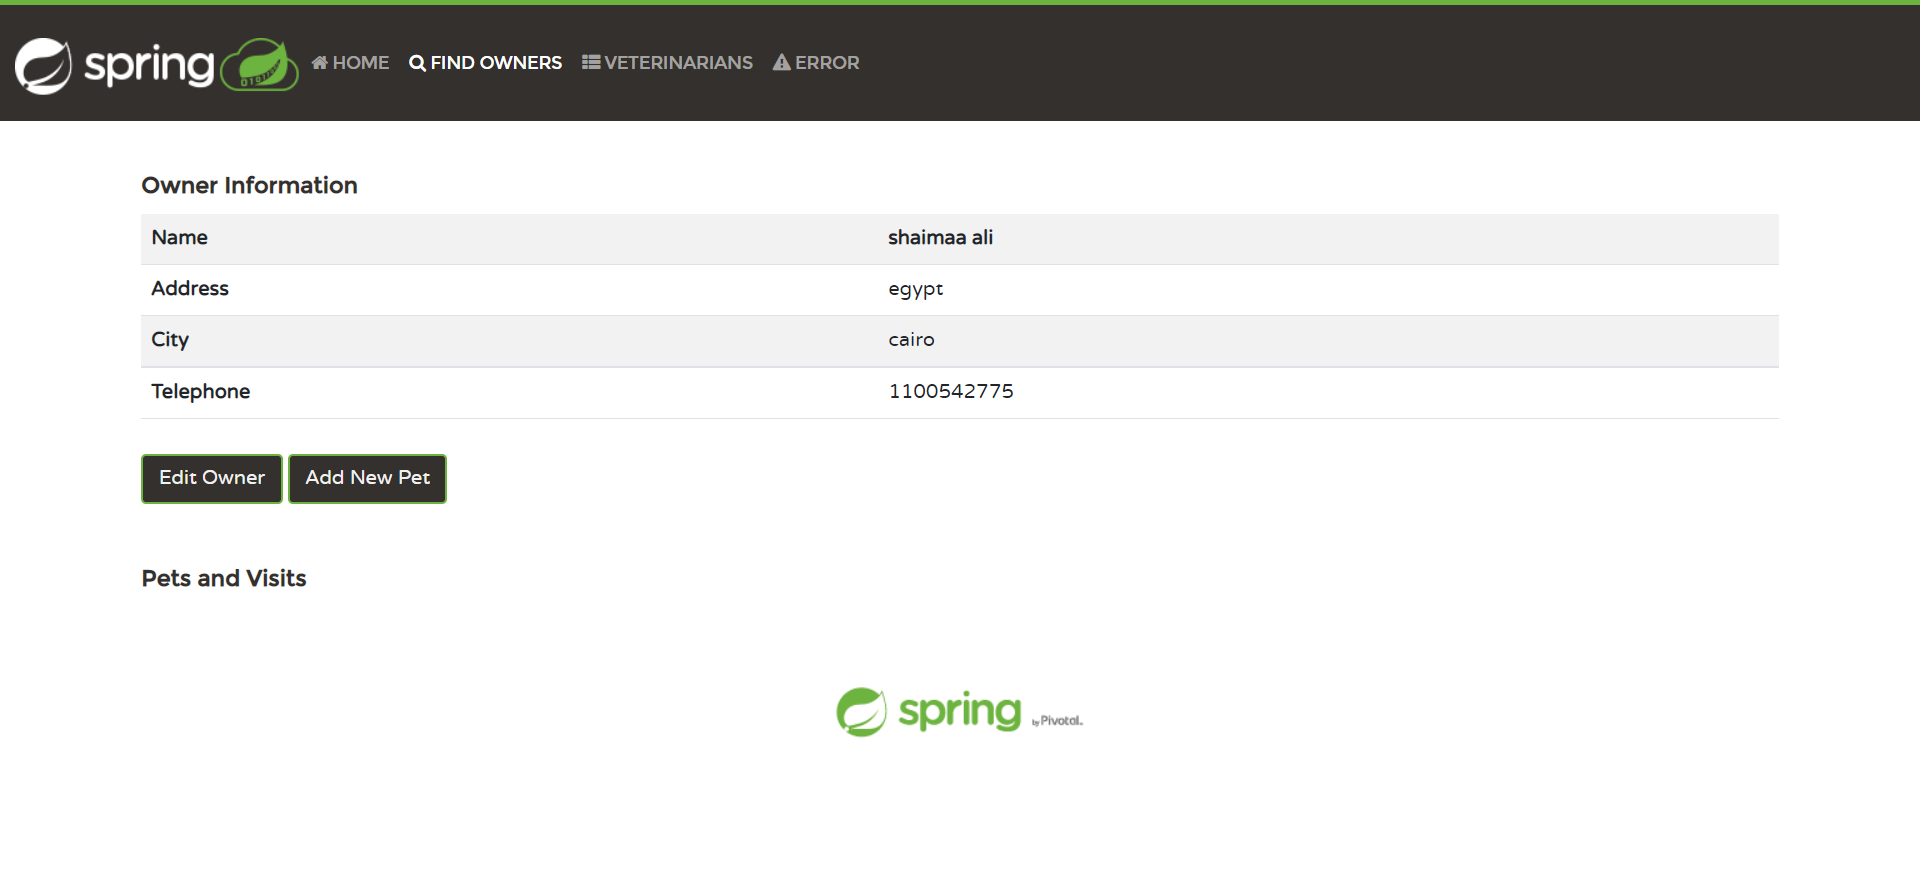 spring HOME FIND OWNERS VETERINARIANS ERROR
Owner Information
Name shaimaa ali
Address egypt
City cairo
Telephone 1100542775
Edit Owner Add New Pet
Pets and Visits
spring by Pivotal